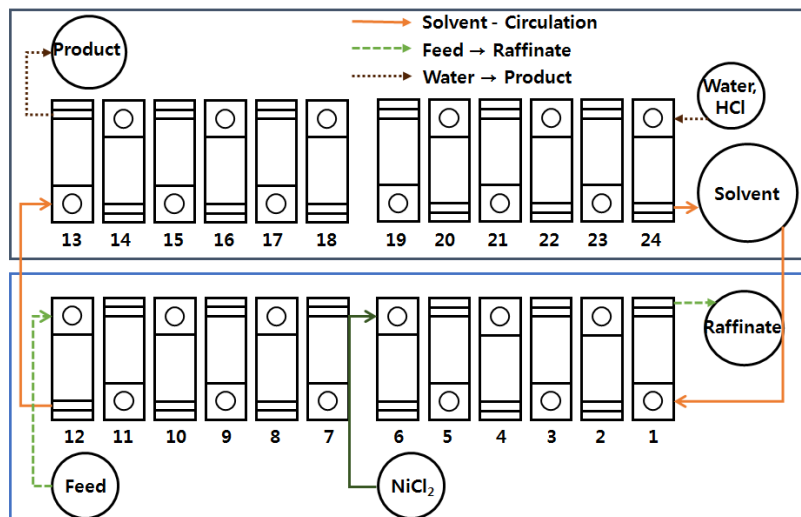 Product
Solvent - Circulation
Feed → Raffinate
Water → Product
Water,
HCl
Solvent
13 14 15 16 17 18 19 20 21 22 23 24
Raffinate
12 11 10 9 8 7 6 5 4 3 2 1
Feed
NiCl₂